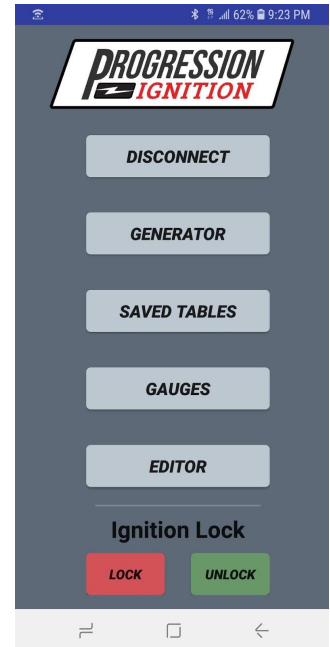 62% 9:23 PM
PROGRESSION
IGNITION
DISCONNECT
GENERATOR
SAVED TABLES
GAUGES
EDITOR
Ignition Lock
LOCK UNLOCK